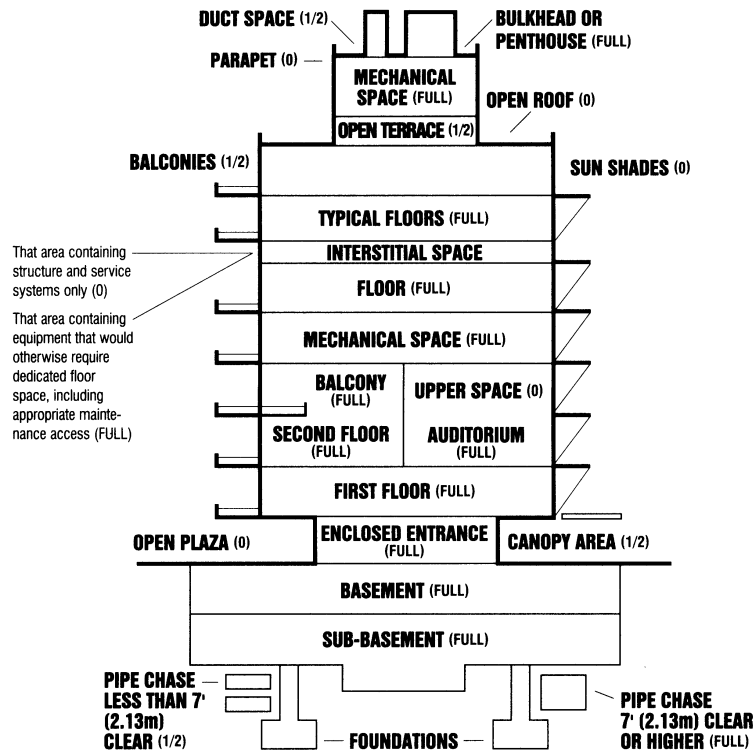 DUCT SPACE (1/2)
BULKHEAD OR
PENTHOUSE (FULL)
PARAPET (0)
MECHANICAL
SPACE (FULL)
OPEN ROOF (0)
OPEN TERRACE (1/2)
BALCONIES (1/2)
SUN SHADES (0)
TYPICAL FLOORS (FULL)
INTERSTITIAL SPACE
That area containing
structure and service
systems only (0)
FLOOR (FULL)
That area containing
equipment that would
otherwise require
dedicated floor
space, including
appropriate mainte-
nance access (FULL)
MECHANICAL SPACE (FULL)
BALCONY
(FULL)
UPPER SPACE (0)
SECOND FLOOR
(FULL)
AUDITORIUM
(FULL)
FIRST FLOOR (FULL)
OPEN PLAZA (0)
ENCLOSED ENTRANCE
(FULL)
CANOPY AREA (1/2)
BASEMENT (FULL)
SUB-BASEMENT (FULL)
PIPE CHASE
LESS THAN 7'
(2.13m)
CLEAR (1/2)
FOUNDATIONS
PIPE CHASE
7' (2.13m) CLEAR
OR HIGHER (FULL)